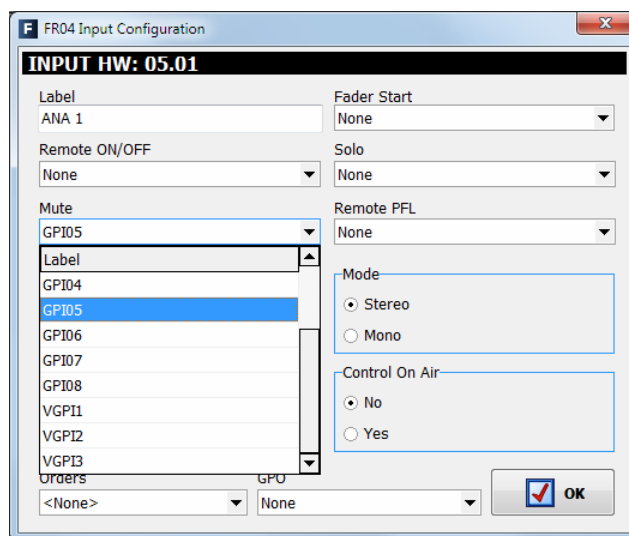 FR04 Input Configuration
INPUT HW: 05.01
Label
ANA 1
Fader Start
None
Remote ON/OFF
None
Solo
None
Mute
GPI05
Remote PFL
None
Label
GPI04
GPI05
GPI06
GPI07
GPI08
VGPI1
VGPI2
VGPI3
Mode
Stereo
Mono
Control On Air
No
Yes
Orders
<None>
GPO
None
OK